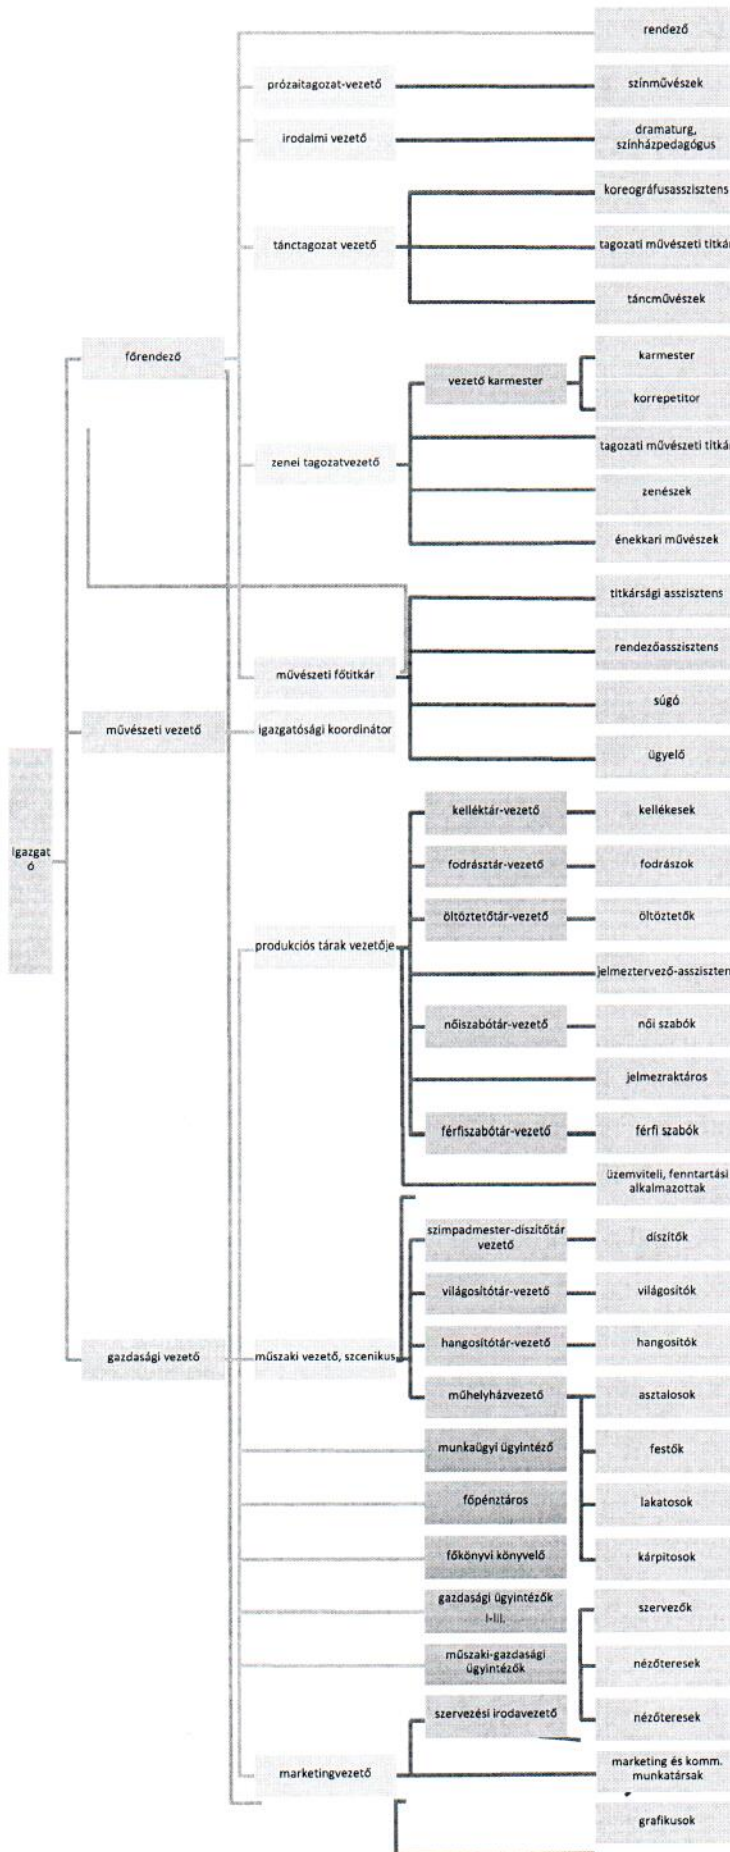 rendező
prózaitagozat-vezető
színművészek
irodalmi vezető
dramaturg,
színházpedagógus
koreográfusasszisztens
tánctagozat vezető
tagozati művészeti titkár
táncművészek
főrendező
karmester
vezető karmester
korrepetitor
tagozati művészeti titkár
zenei tagozatvezető
zenészek
énekkari művészek
titkársági asszisztens
rendezőasszisztens
művészeti főtitkár
súgó
művészeti vezető
igazgatósági koordinátor
ügyelő
kelléktár-vezető
kellékesek
igazgat
ó
fodrásztár-vezető
fodrászok
öltöztetőtár-vezető
öltöztetők
produkciós tárak vezetője
jelmeztervező-asszisztens
nőiszabótár-vezető
női szabók
jelmezraktáros
férfiszabótár-vezető
férfi szabók
üzemviteli, fenntartási
alkalmazottak
szimpadmester-díszítőtár
vezető
díszítők
világosítótár-vezető
világosítók
hangosítótár-vezető
hangosítók
gazdasági vezető
műszaki vezető, szcenikus
műhelyházvezető
asztalosok
munkaügyi ügyintéző
festők
főpénztáros
lakatosok
főkönyvi könyvelő
kárpitosok
gazdasági ügyintézők
I-III.
szervezők
műszaki-gazdasági
ügyintézők
nézőteresek
szervezési irodavezető
nézőteresek
marketingvezető
marketing és komm.
munkatársak
grafikusok